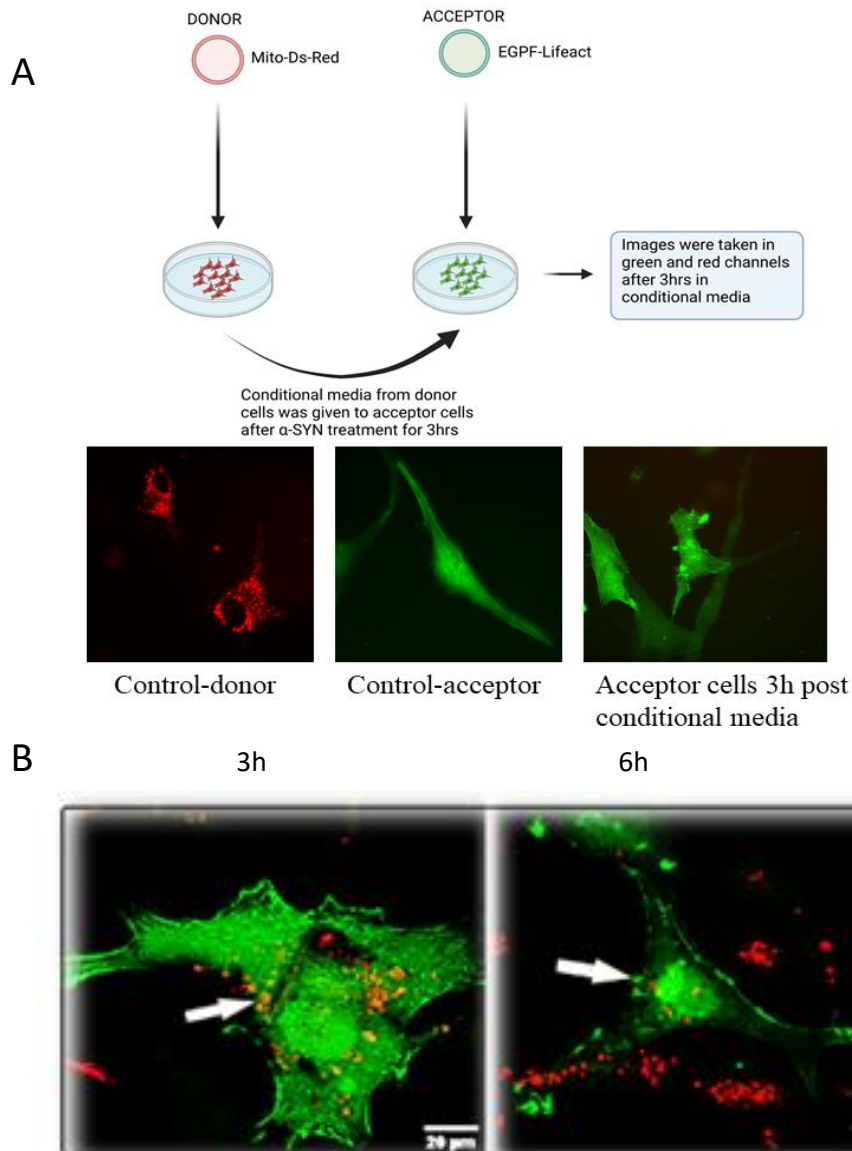 A
DONOR
Mito-Ds-Red
ACCEPTOR
EGPF-Lifeact
Images were taken in
green and red channels
after 3hrs in
conditional media
Conditional media from donor
cells was given to acceptor cells
after α-SYN treatment for 3hrs
Control-donor
Control-acceptor
Acceptor cells 3h post
conditional media
B
3h
6h
20 µm